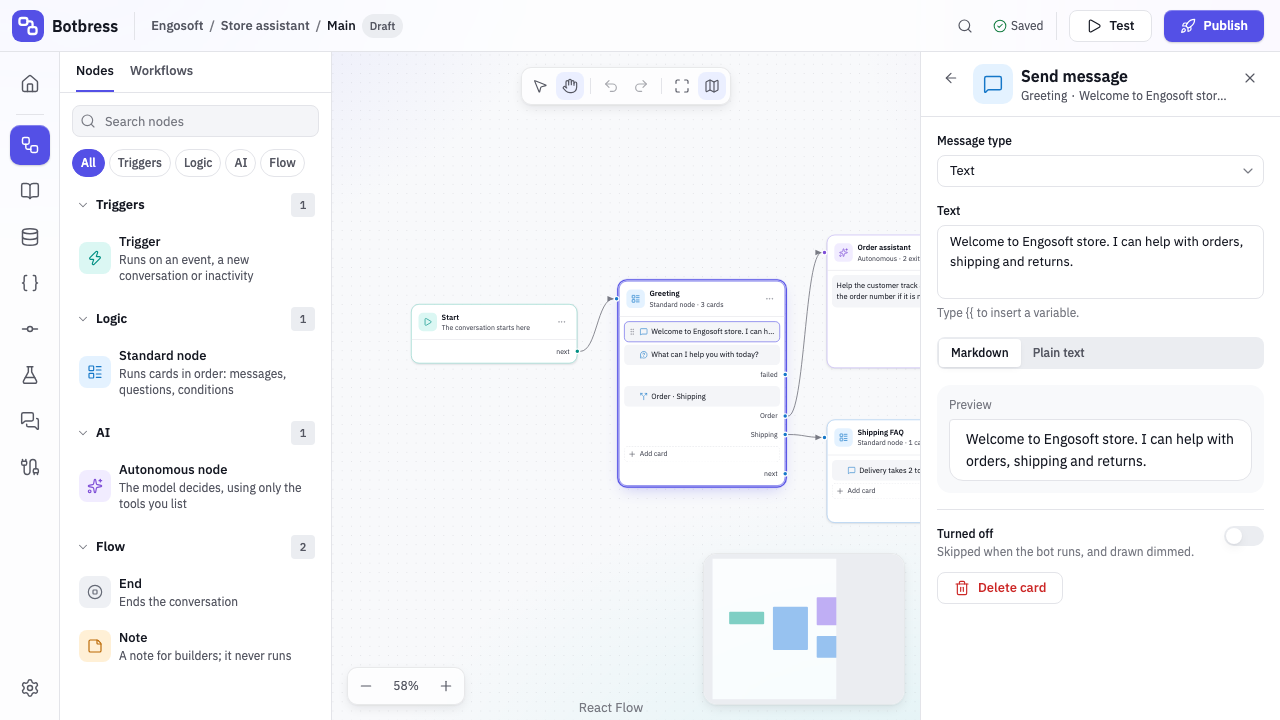 Botbress
Engosoft / Store assistant / Main Draft
Saved
Test
Publish
Nodes Workflows
Search nodes
All Triggers Logic AI Flow
Triggers 1
Trigger
Runs on an event, a new
conversation or inactivity
Logic 1
Standard node
Runs cards in order: messages,
questions, conditions
AI 1
Autonomous node
The model decides, using only the
tools you list
Flow 2
End
Ends the conversation
Note
A note for builders; it never runs
Start
The conversation starts here
next
Greeting
Standard node · 3 cards
Welcome to Engosoft store. I can h...
What can I help you with today?
failed
Order · Shipping
Order
Shipping
Add card
next
Order assistant
Autonomous · 2 exit
Help the customer track
the order number if it is n
Shipping FAQ
Standard node · 1 ca
Delivery takes 2 to
Add card
58%
React Flow
Send message
Greeting · Welcome to Engosoft stor...
Message type
Text
Text
Welcome to Engosoft store. I can help with orders,
shipping and returns.
Type {{ to insert a variable.
Markdown Plain text
Preview
Welcome to Engosoft store. I can help with
orders, shipping and returns.
Turned off
Skipped when the bot runs, and drawn dimmed.
Delete card